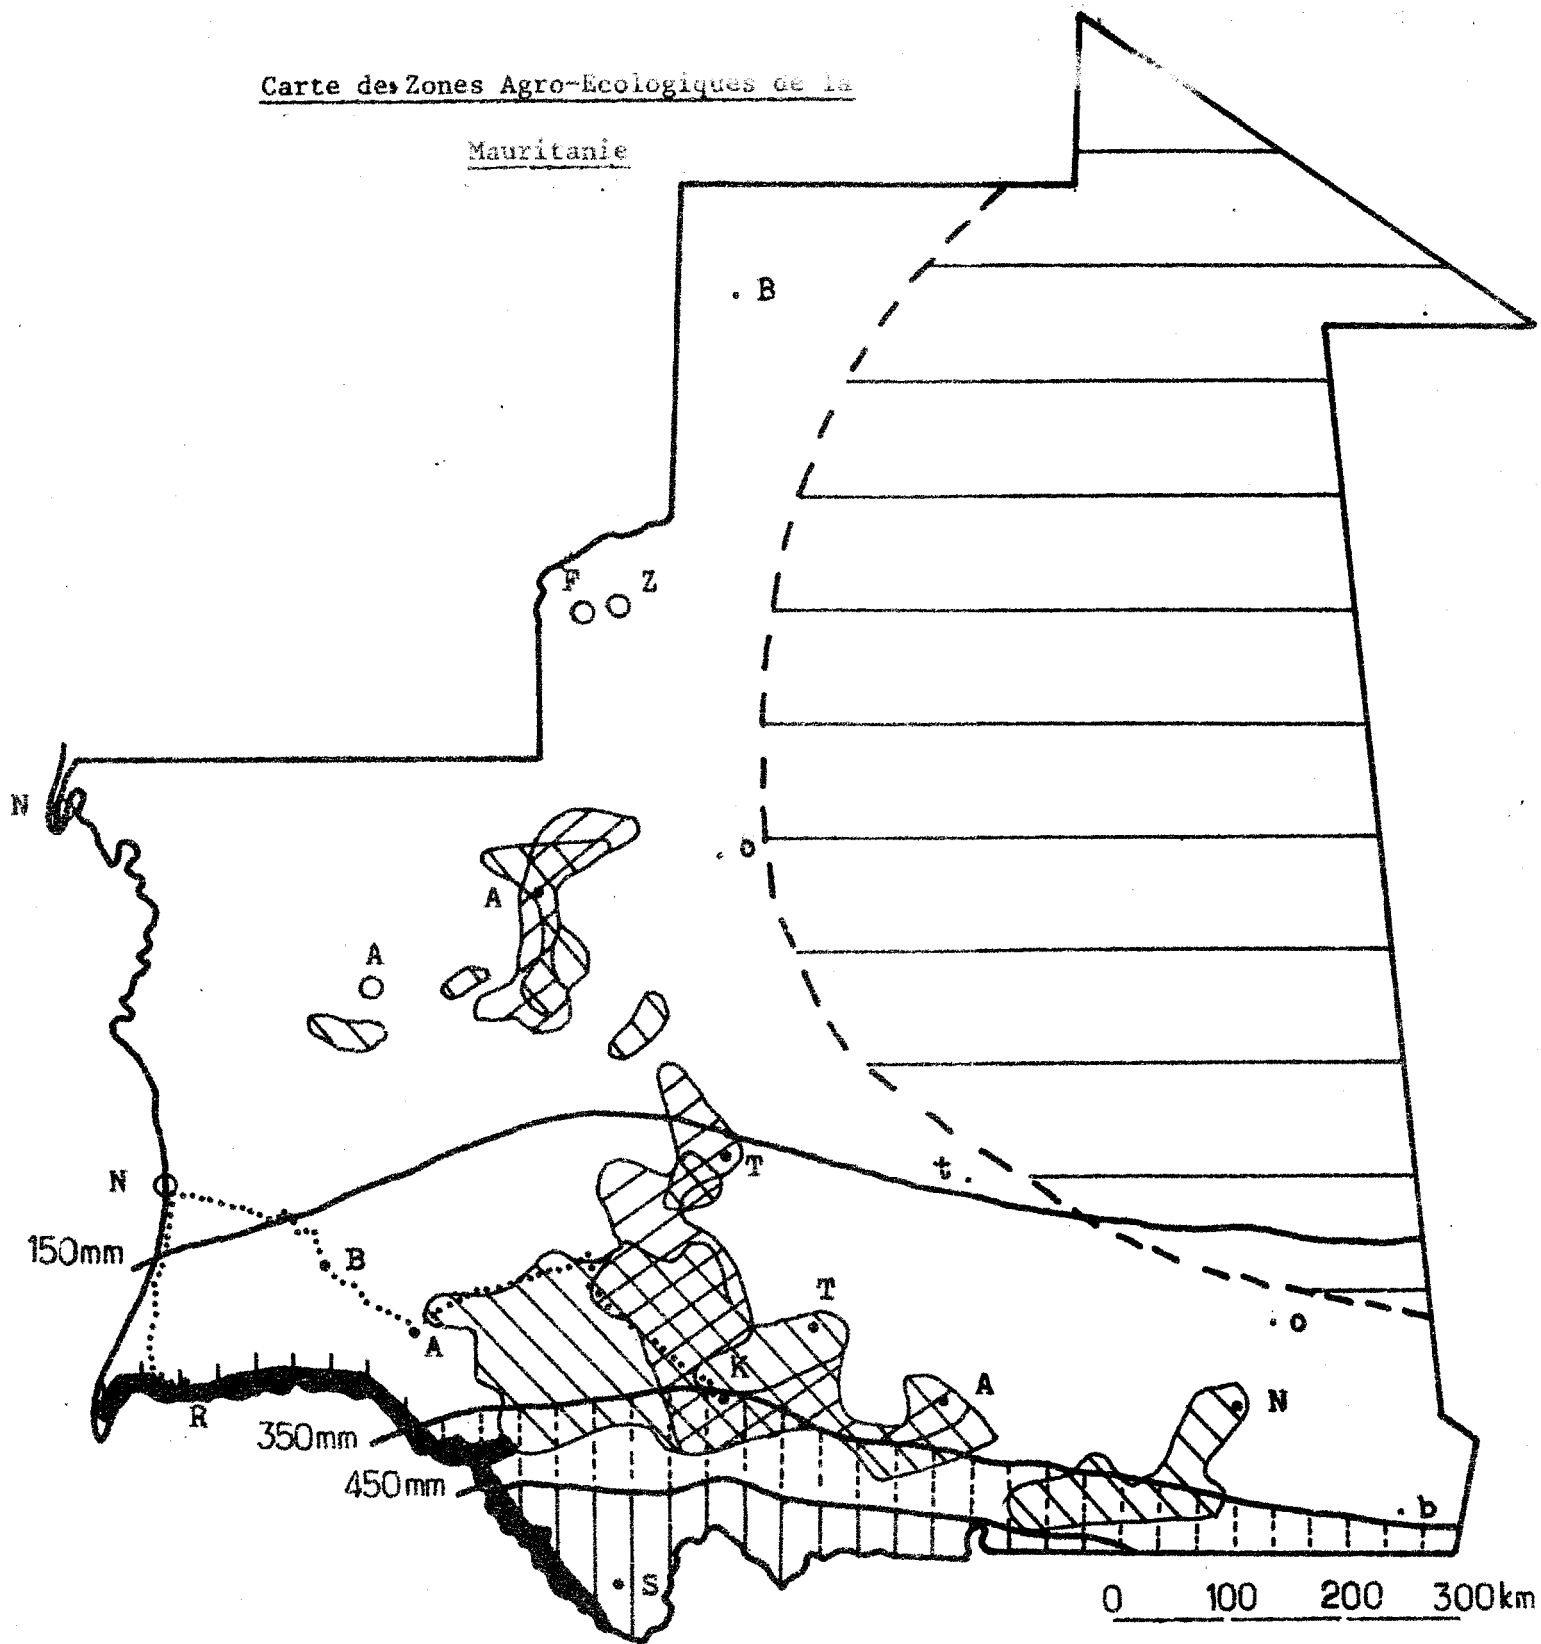 Carte des Zones Agro-Ecologiques de la
Mauritanie
B
F Z
N
o
A
A
N
T
t
150mm
B
T
o
A
K
A
N
R
350mm
450mm
b
S
0 100 200 300km